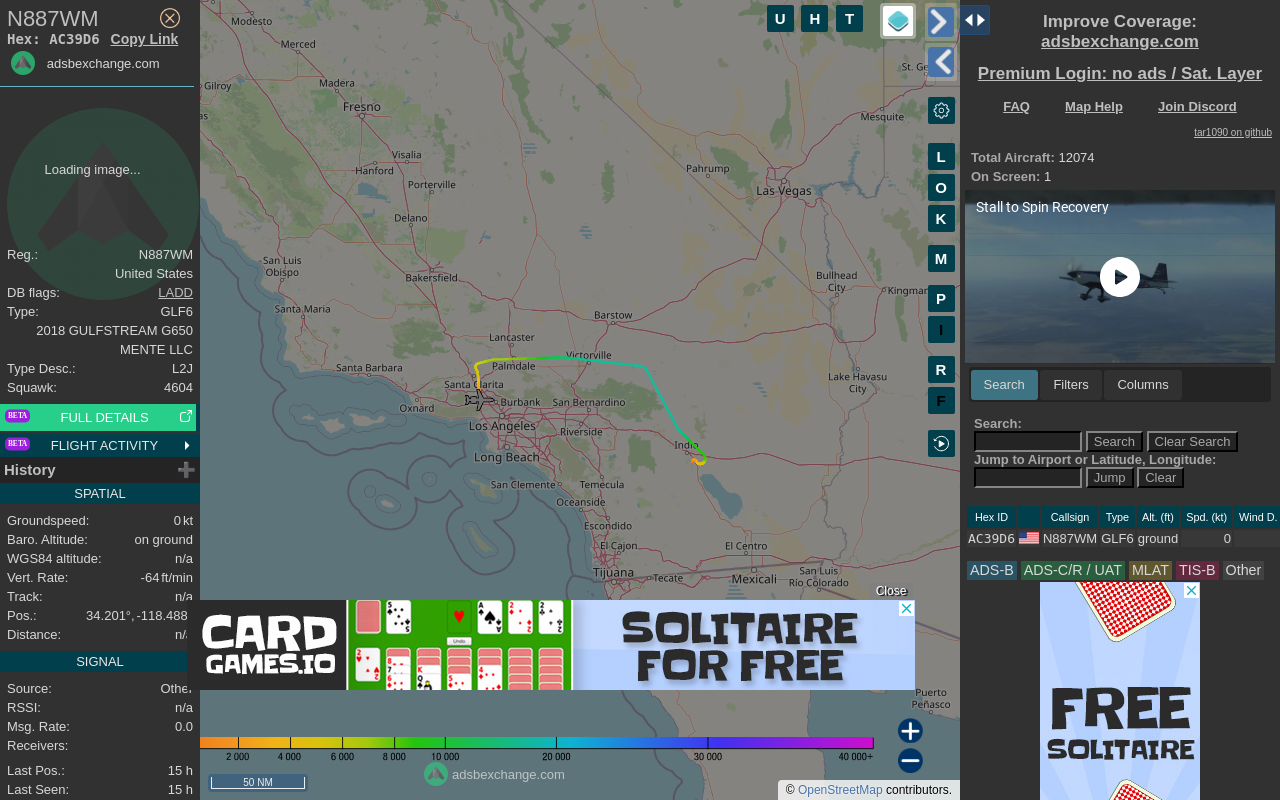 N887WM
Hex: AC39D6 Copy Link
adsbexchange.com
Loading image...
Reg.: N887WM
United States
DB flags: LADD
Type: GLF6
2018 GULFSTREAM G650
MENTE LLC
Type Desc.: L2J
Squawk: 4604
BETA FULL DETAILS
BETA FLIGHT ACTIVITY
History
SPATIAL
Groundspeed: 0 kt
Baro. Altitude: on ground
WGS84 altitude: n/a
Vert. Rate: -64 ft/min
Track: n/a
Pos.: 34.201°, -118.488
Distance: n/a
SIGNAL
Source: Other
RSSI: n/a
Msg. Rate: 0.0
Receivers:
Last Pos.: 15 h
Last Seen: 15 h
U H T
L
O
K
M
P
I
R
F
Modesto
Merced
Gilroy
Madera
Fresno
St. Ge
Mesquite
Visalia
Hanford
Porterville
Pahrump
Las Vegas
Delano
San Luis
Obispo
Bakersfield
Bullhead
City
Kingman
Santa Maria
Barstow
Lancaster
Victorville
Palmdale
Santa Barbara
Santa Clarita
Lake Havasu
City
Oxnard
Burbank
San Bernardino
Los Angeles
Riverside
Indio
Long Beach
San Clemente
Temecula
Oceanside
Escondido
El Cajon
El Centro
Tijuana
Tecate
Mexicali
San Luis
Río Colorado
Close
CARD
GAMES.IO
Undo
SOLITAIRE
FOR FREE
Puerto
Peñasco
2 000 4 000 6 000 8 000 10 000 20 000 30 000 40 000+
adsbexchange.com
50 NM
© OpenStreetMap contributors.
Improve Coverage:
adsbexchange.com
Premium Login: no ads / Sat. Layer
FAQ Map Help Join Discord
tar1090 on github
Total Aircraft: 12074
On Screen: 1
Stall to Spin Recovery
Search Filters Columns
Search:
Search Clear Search
Jump to Airport or Latitude, Longitude:
Jump Clear
Hex ID Callsign Type Alt. (ft) Spd. (kt) Wind D.
AC39D6 N887WM GLF6 ground 0
ADS-B ADS-C/R / UAT MLAT TIS-B Other
FREE
SOLITAIRE